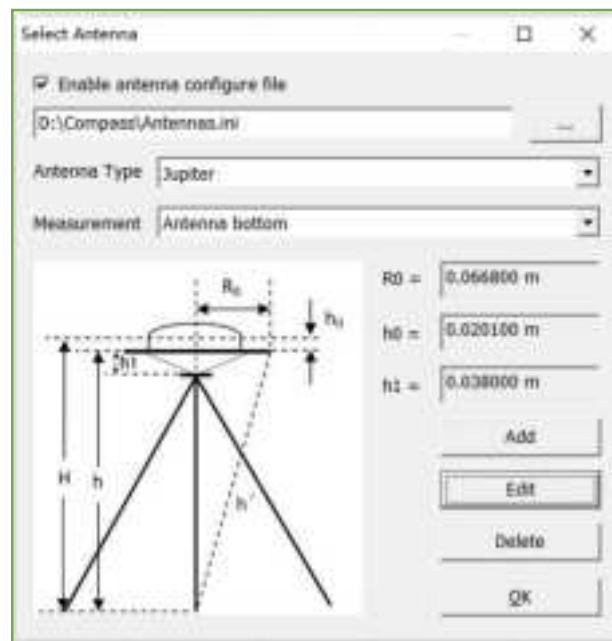 Select Antenna
Enable antenna configure file
D:\Compass\Antennas.ini
...
Antenna Type Jupiter
Measurement Antenna bottom
R0 = 0.066800 m
h0 = 0.020100 m
h1 = 0.038000 m
Add
Edit
Delete
OK
R₀
h₀
h1
H
h
h'